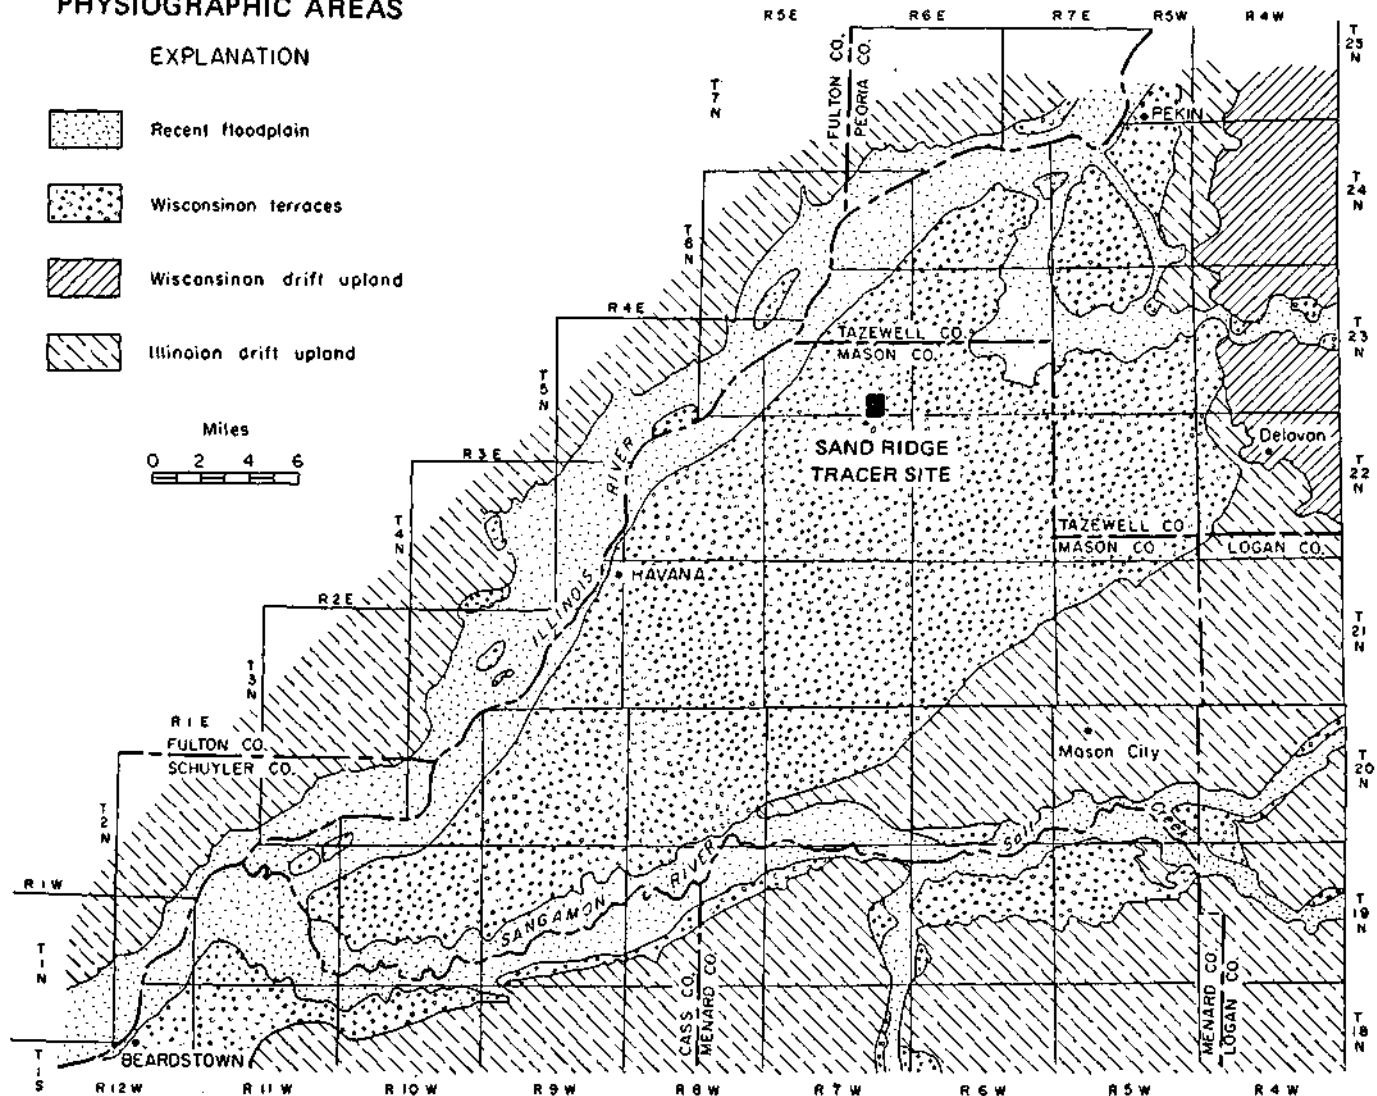 PHYSIOGRAPHIC AREAS
EXPLANATION
Recent floodplain
Wisconsinan terraces
Wisconsinan drift upland
Illinoian drift upland
Miles
0 2 4 6
R5E
R6E
R7E
R5W
R4W
T25N
T24N
T23N
T22N
T21N
T20N
T19N
T18N
T7N
T6N
T5N
T4N
T3N
T2N
T1N
T1S
R4E
R3E
R2E
R1E
R1W
FULTON CO.
PEORIA CO.
PEKIN
TAZEWELL CO.
MASON CO.
SAND RIDGE
TRACER SITE
Delavan
TAZEWELL CO
MASON CO.
LOGAN CO.
ILLINOIS RIVER
HAVANA
FULTON CO.
SCHUYLER CO.
Mason City
Salt Creek
SANGAMON RIVER
CASS CO.
MENARD CO.
MENARD CO.
LOGAN CO.
BEARDSTOWN
R12W
R11W
R10W
R9W
R8W
R7W
R6W
R5W
R4W